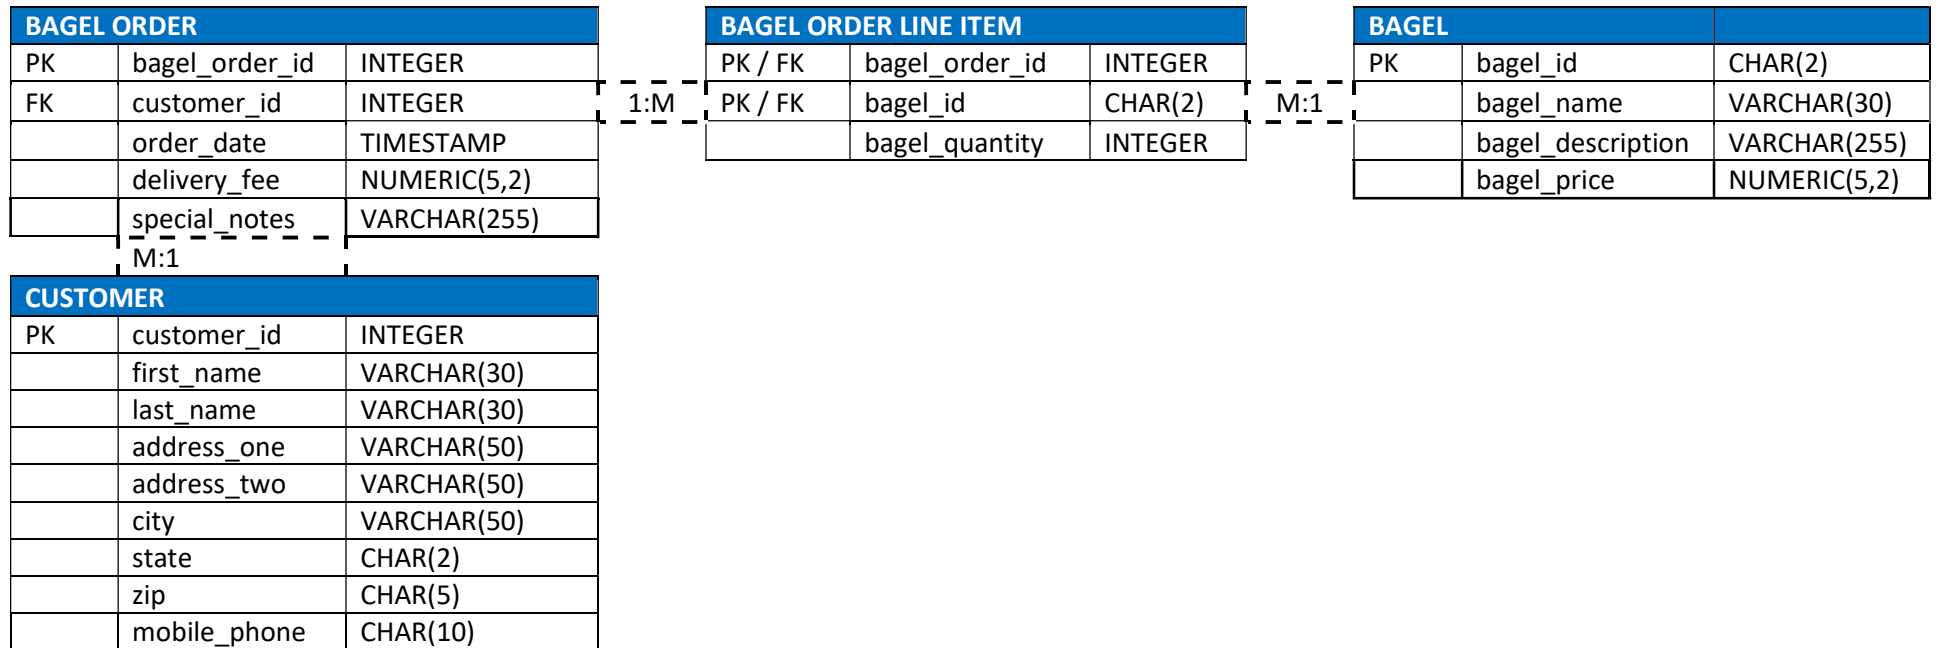 BAGEL ORDER
PK bagel_order_id INTEGER
FK customer_id INTEGER
order_date TIMESTAMP
delivery_fee NUMERIC(5,2)
special_notes VARCHAR(255)
1:M
BAGEL ORDER LINE ITEM
PK / FK bagel_order_id INTEGER
PK / FK bagel_id CHAR(2)
bagel_quantity INTEGER
M:1
BAGEL
PK bagel_id CHAR(2)
bagel_name VARCHAR(30)
bagel_description VARCHAR(255)
bagel_price NUMERIC(5,2)
M:1
CUSTOMER
PK customer_id INTEGER
first_name VARCHAR(30)
last_name VARCHAR(30)
address_one VARCHAR(50)
address_two VARCHAR(50)
city VARCHAR(50)
state CHAR(2)
zip CHAR(5)
mobile_phone CHAR(10)